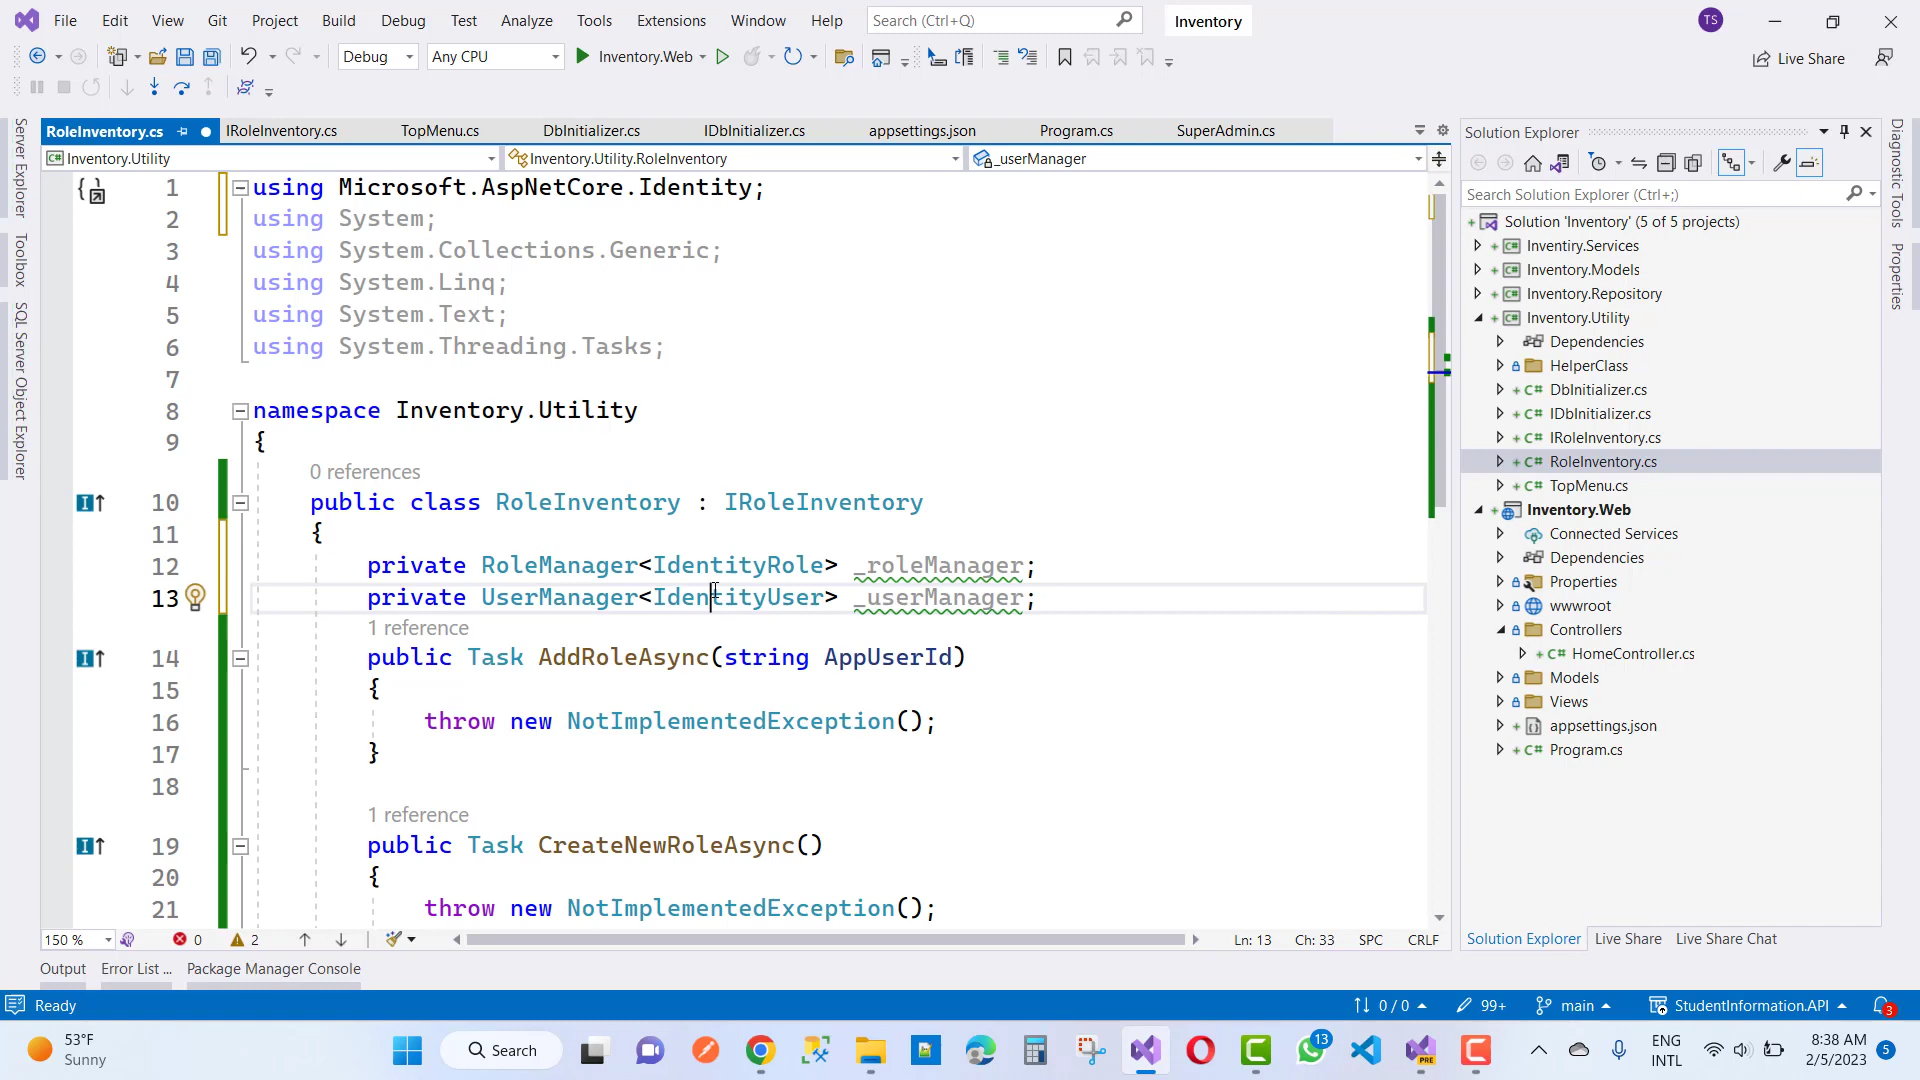 File Edit View Git Project Build Debug Test Analyze Tools Extensions Window Help Search (Ctrl+Q) Inventory TS
Debug Any CPU Inventory.Web Live Share
RoleInventory.cs IRoleInventory.cs TopMenu.cs DbInitializer.cs IDbInitializer.cs appsettings.json Program.cs SuperAdmin.cs
Inventory.Utility Inventory.Utility.RoleInventory _userManager
Server Explorer
Toolbox
SQL Server Object Explorer
1 using Microsoft.AspNetCore.Identity;
2 using System;
3 using System.Collections.Generic;
4 using System.Linq;
5 using System.Text;
6 using System.Threading.Tasks;
7
8 namespace Inventory.Utility
9 {
0 references
10 public class RoleInventory : IRoleInventory
11 {
12 private RoleManager<IdentityRole> _roleManager;
13 private UserManager<IdentityUser> _userManager;
1 reference
14 public Task AddRoleAsync(string AppUserId)
15 {
16 throw new NotImplementedException();
17 }
18
1 reference
19 public Task CreateNewRoleAsync()
20 {
21 throw new NotImplementedException();
150 % 0 2 Ln: 13 Ch: 33 SPC CRLF
Output Error List ... Package Manager Console
Solution Explorer
Search Solution Explorer (Ctrl+;)
Solution 'Inventory' (5 of 5 projects)
Inventiry.Services
Inventory.Models
Inventory.Repository
Inventory.Utility
Dependencies
HelperClass
DbInitializer.cs
IDbInitializer.cs
IRoleInventory.cs
RoleInventory.cs
TopMenu.cs
Inventory.Web
Connected Services
Dependencies
Properties
wwwroot
Controllers
HomeController.cs
Models
Views
appsettings.json
Program.cs
Solution Explorer Live Share Live Share Chat
Diagnostic Tools
Properties
Ready 0 / 0 99+ main StudentInformation.API 3
53°F
Sunny
Search
PRE
13
ENG
INTL
8:38 AM
2/5/2023
5